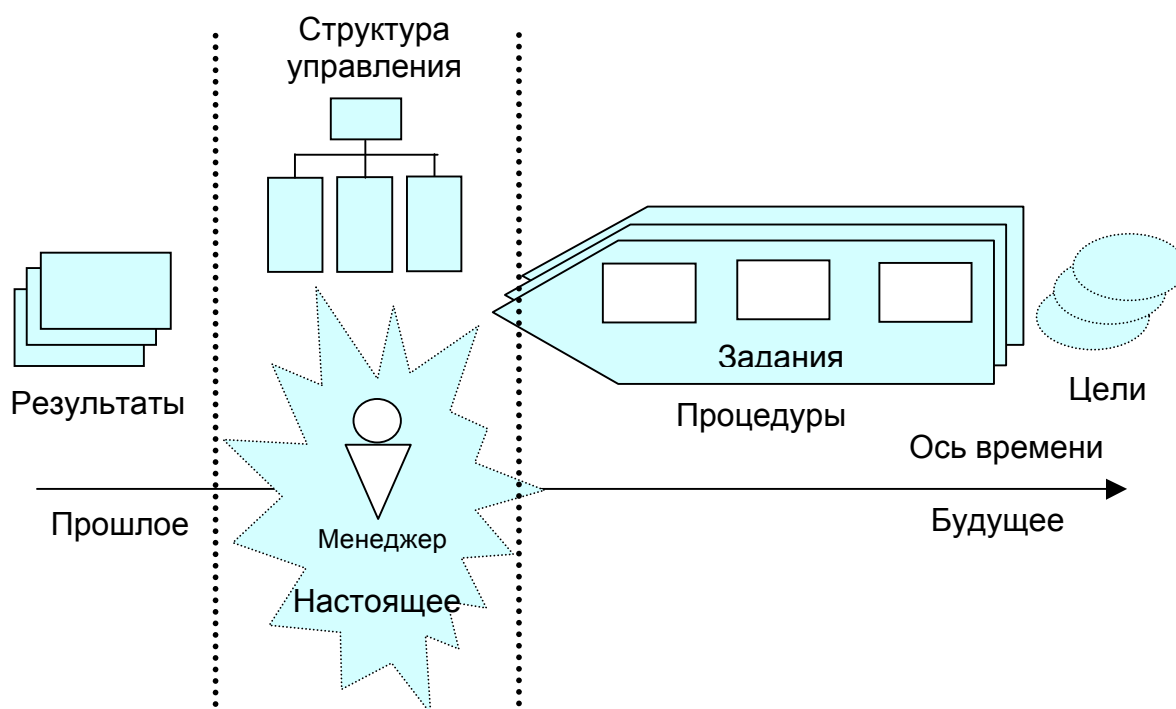 Структура
управления
Задания
Результаты
Процедуры
Цели
Ось времени
Прошлое
Менеджер
Будущее
Настоящее